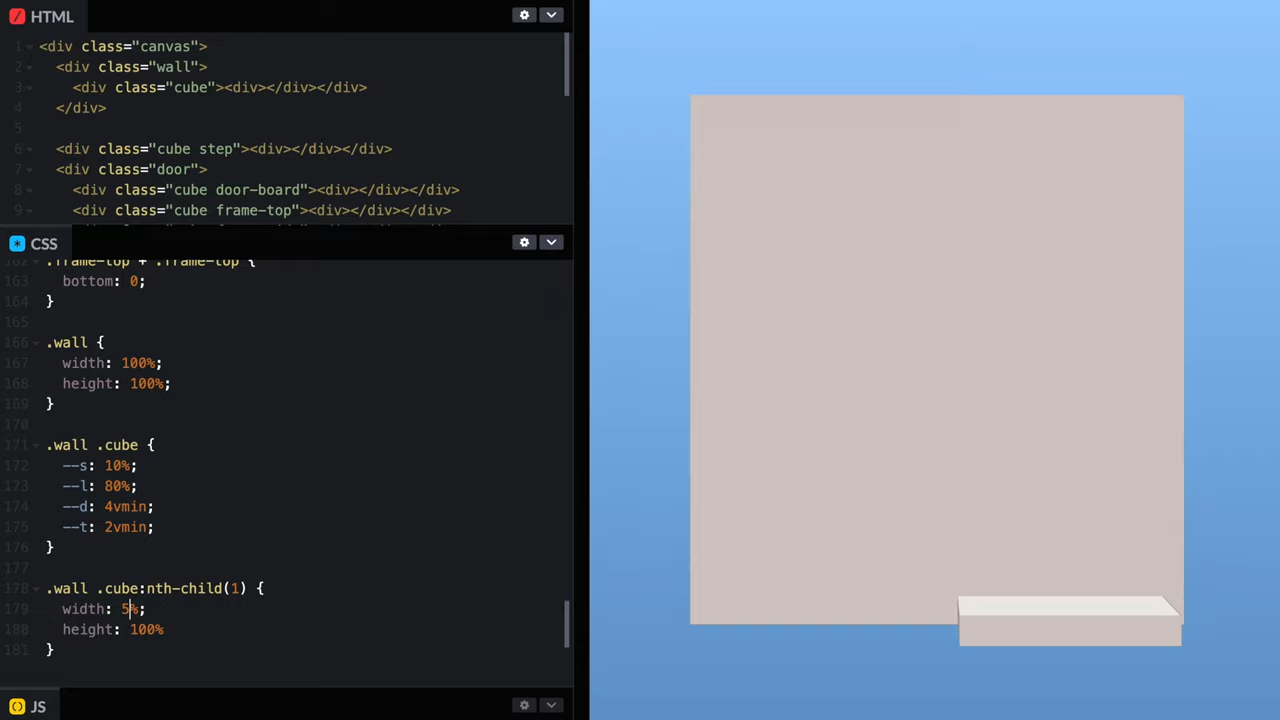 HTML
1 <div class="canvas">
2 <div class="wall">
3 <div class="cube"><div></div></div>
4 </div>
5
6 <div class="cube step"><div></div></div>
7 <div class="door">
8 <div class="cube door-board"><div></div></div>
9 <div class="cube frame-top"><div></div></div>
CSS
162 .frame-top + .frame-top {
163 bottom: 0;
164 }
165
166 .wall {
167 width: 100%;
168 height: 100%;
169 }
170
171 .wall .cube {
172 --s: 10%;
173 --l: 80%;
174 --d: 4vmin;
175 --t: 2vmin;
176 }
177
178 .wall .cube:nth-child(1) {
179 width: 5%;
180 height: 100%
181 }
JS